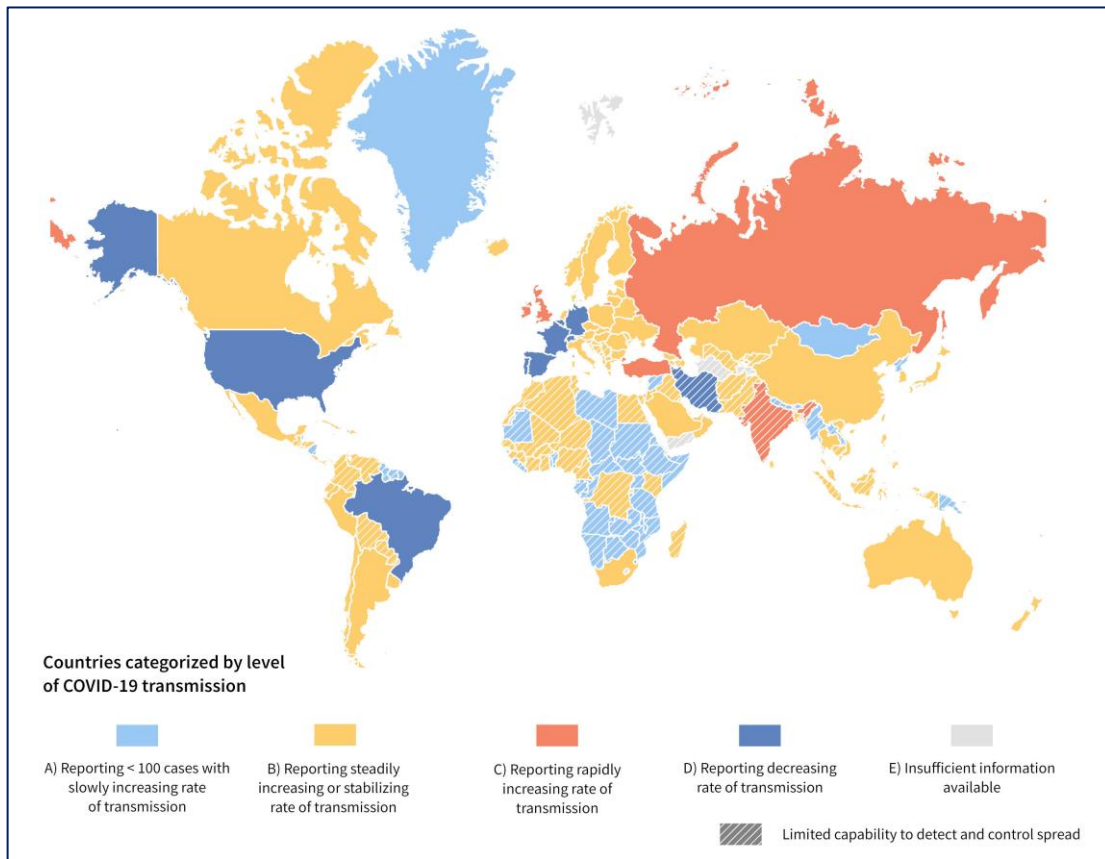 Countries categorized by level
of COVID-19 transmission
A) Reporting < 100 cases with
slowly increasing rate
of transmission
B) Reporting steadily
increasing or stabilizing
rate of transmission
C) Reporting rapidly
increasing rate of
transmission
D) Reporting decreasing
rate of transmission
E) Insufficient information
available
Limited capability to detect and control spread